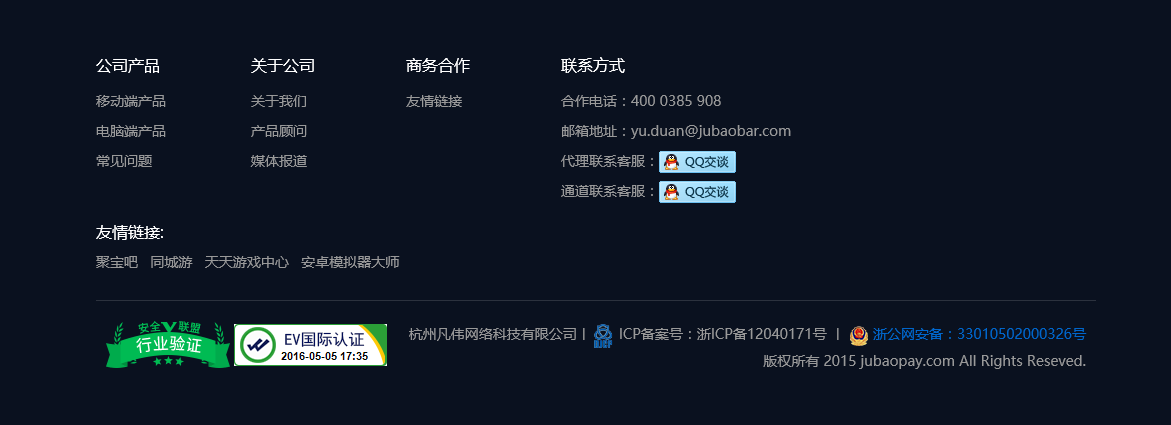 公司产品 关于公司 商务合作 联系方式
移动端产品 关于我们 友情链接 合作电话：400 0385 908
电脑端产品 产品顾问 邮箱地址：yu.duan@jubaobar.com
常见问题 媒体报道 代理联系客服： QQ交谈
通道联系客服： QQ交谈
友情链接:
聚宝吧 同城游 天天游戏中心 安卓模拟器大师
安全 联盟
行业验证
EV国际认证
2016-05-05 17:35
杭州凡伟网络科技有限公司 | ICP备案号：浙ICP备12040171号 | 浙公网安备：33010502000326号
版权所有 2015 jubaopay.com All Rights Reseved.